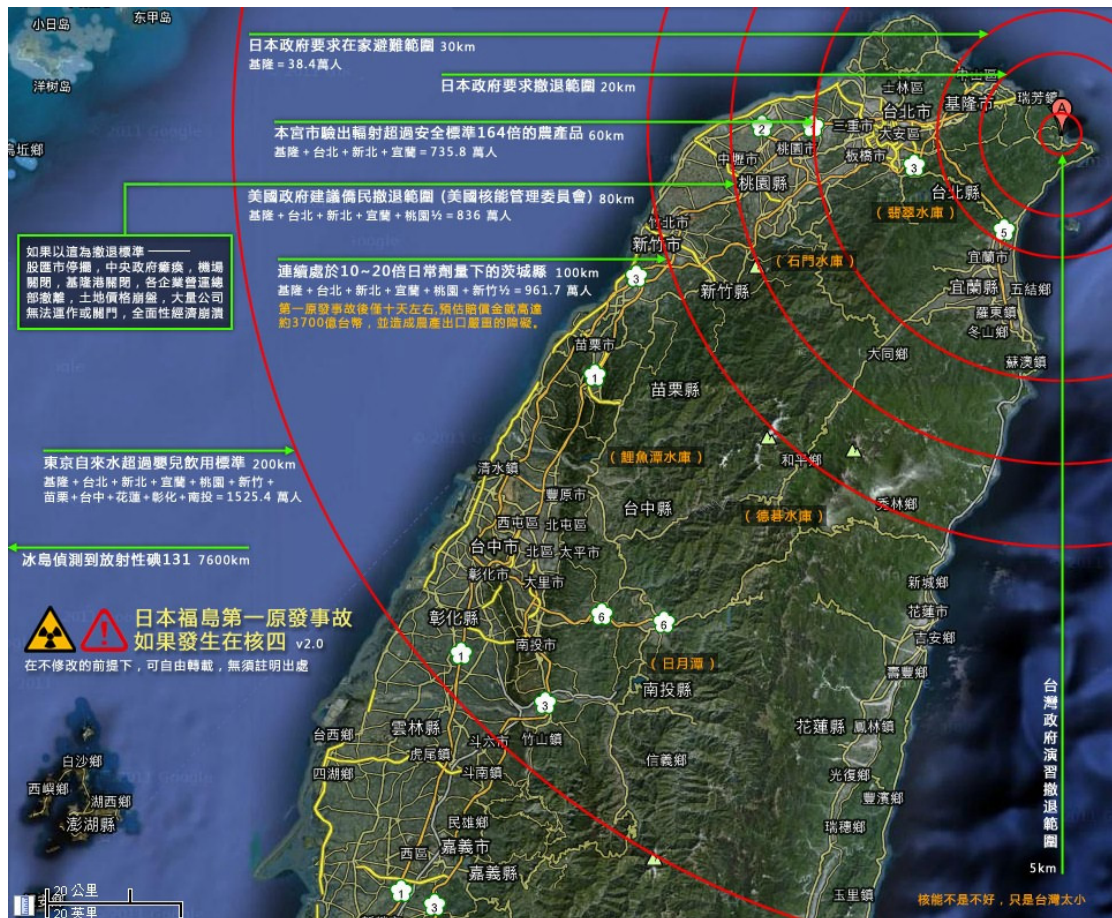 小日岛
东甲岛
洋树岛
烏坵鄉
日本政府要求在家避難範圍 30km
基隆=38.4萬人
日本政府要求撤退範圍 20km
本宮市驗出輻射超過安全標準164倍的農產品 60km
基隆+台北+新北+宜蘭=735.8 萬人
美國政府建議僑民撤退範圍 (美國核能管理委員會) 80km
基隆+台北+新北+宜蘭+桃園½=836 萬人
如果以這為撤退標準 ———
股匯市停擺，中央政府癱瘓，機場
關閉，基隆港關閉，各企業營運總
部撤離，土地價格崩盤，大量公司
無法運作或關門，全面性經濟崩潰
連續處於10~20倍日常劑量下的茨城縣 100km
基隆+台北+新北+宜蘭+桃園+新竹½=961.7 萬人
第一原發事故後僅十天左右,預估賠償金就高達
約3700億台幣，並造成農產出口嚴重的障礙。
東京自來水超過嬰兒飲用標準 200km
基隆+台北+新北+宜蘭+桃園+新竹+
苗栗+台中+花蓮+彰化+南投=1525.4 萬人
冰島偵測到放射性碘131 7600km
日本福島第一原發事故
如果發生在核四 v2.0
在不修改的前提下，可自由轉載，無須註明出處
中山區
士林區
基隆市
瑞芳鎮
A
台北市
三重市
大安區
2
桃園市
板橋市
中壢市
桃園縣
3
台北縣
(翡翠水庫)
竹北市
新竹市
5
宜蘭市
(石門水庫)
3
新竹縣
宜蘭縣
五結鄉
羅東鎮
冬山鄉
苗栗市
大同鄉
蘇澳鎮
1
苗栗縣
(鯉魚潭水庫)
和平鄉
清水鎮
豐原市
台中縣
秀林鄉
(德碁水庫)
西屯區
北屯區
台中市
北區
太平市
彰化市
大里市
新城鄉
花蓮市
彰化縣
6
6
吉安鄉
南投市
1
(日月潭)
壽豐鄉
南投縣
3
台西鄉
雲林縣
斗六市
竹山鎮
花蓮縣
鳳林鎮
虎尾鎮
信義鄉
四湖鄉
斗南鎮
光復鄉
豐濱鄉
白沙鄉
西嶼鄉
湖西鄉
澎湖縣
民雄鄉
瑞穗鄉
西區
嘉義市
嘉義縣
1
3
玉里鎮
台灣政府演習撤退範圍
5km
核能不是不好，只是台灣太小
20 公里
20 英里